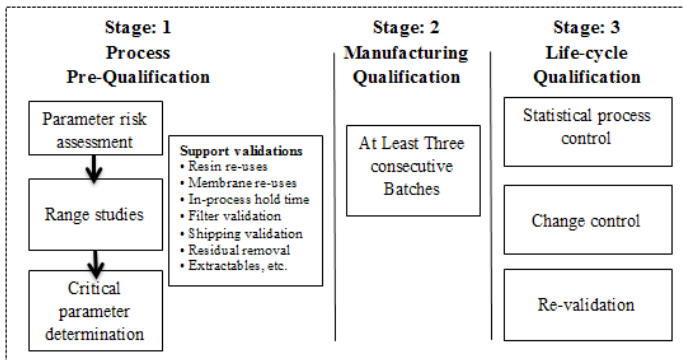 Stage: 1
Process
Pre-Qualification
Parameter risk
assessment
Range studies
Critical
parameter
determination
Support validations
• Resin re-uses
• Membrane re-uses
• In-process hold time
• Filter validation
• Shipping validation
• Residual removal
• Extractables, etc.
Stage: 2
Manufacturing
Qualification
At Least Three
consecutive
Batches
Stage: 3
Life-cycle
Qualification
Statistical process
control
Change control
Re-validation